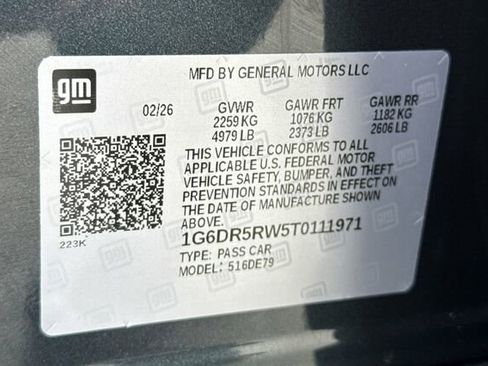 gm
MFD BY GENERAL MOTORS LLC
02/26 GVWR GAWR FRT GAWR RR
2259 KG 1076 KG 1182 KG
4979 LB 2373 LB 2606 LB
THIS VEHICLE CONFORMS TO ALL
APPLICABLE U.S. FEDERAL MOTOR
VEHICLE SAFETY, BUMPER, AND THEFT
PREVENTION STANDARDS IN EFFECT ON
THE DATE OF MANUFACTURE SHOWN
ABOVE.
223K
1G6DR5RW5T0111971
TYPE: PASS CAR
MODEL: 516DE79